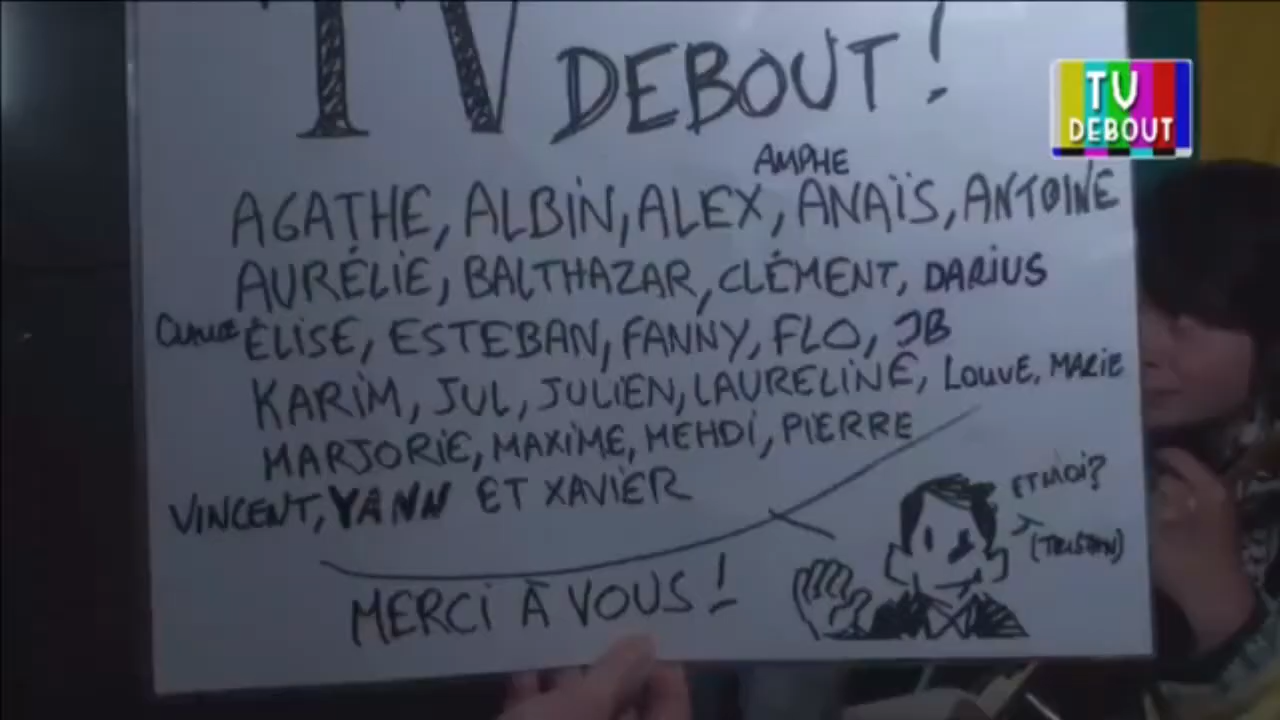 TV
DEBOUT !
TV
DEBOUT
AMPHE
AGATHE, ALBIN, ALEX, ANAÏS, ANTOINE
AURÉLIE, BALTHAZAR, CLÉMENT, DARIUS
ÉLISE, ESTEBAN, FANNY, FLO, JB
KARIM, JUL, JULIEN, LAURELINE, LOUVE, MARIE
MARJORIE, MAXIME, MEHDI, PIERRE
VINCENT, YANN ET XAVIER
ET MOI?
(TRISTAN)
MERCI À VOUS !